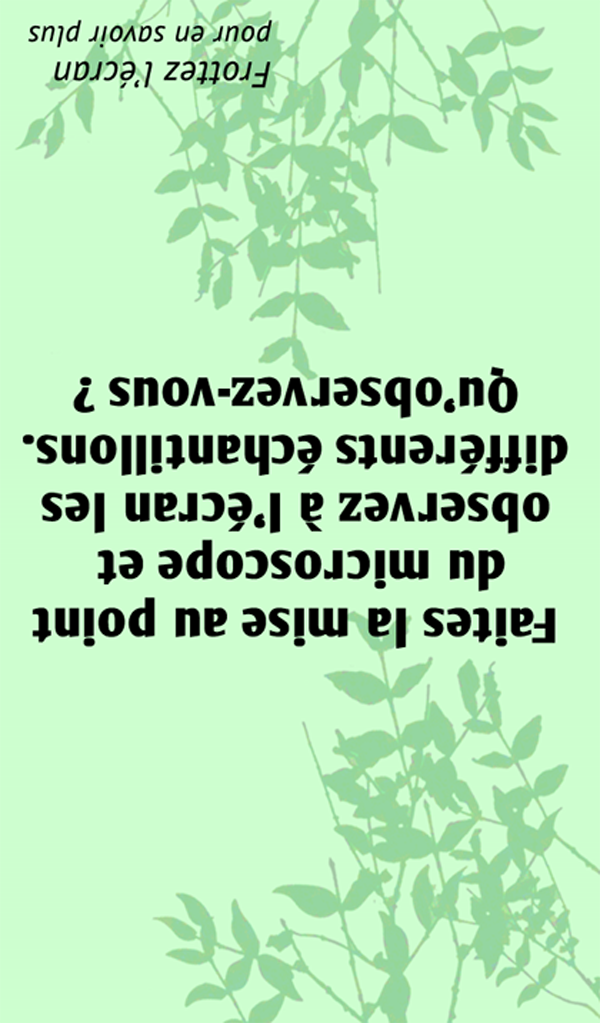 Faites la mise au point
du microscope et
observez à l'écran les
différents échantillons.
Qu'observez-vous ?
Frottez l'écran
pour en savoir plus